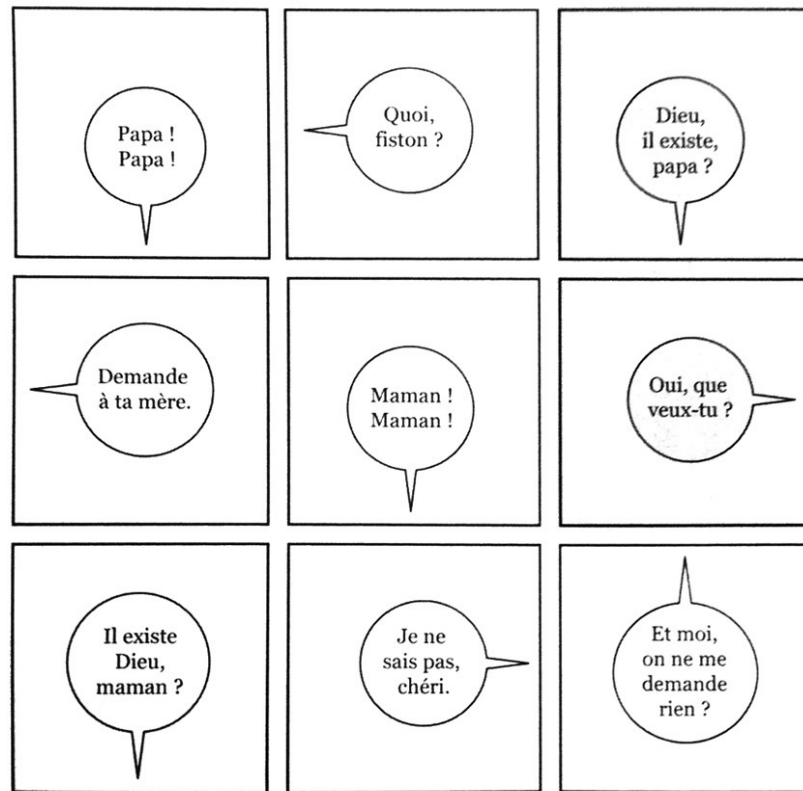 Papa !
Papa !
Quoi,
fiston ?
Dieu,
il existe,
papa ?
Demande
à ta mère.
Maman !
Maman !
Oui, que
veux-tu ?
Il existe
Dieu,
maman ?
Je ne
sais pas,
chéri.
Et moi,
on ne me
demande
rien ?